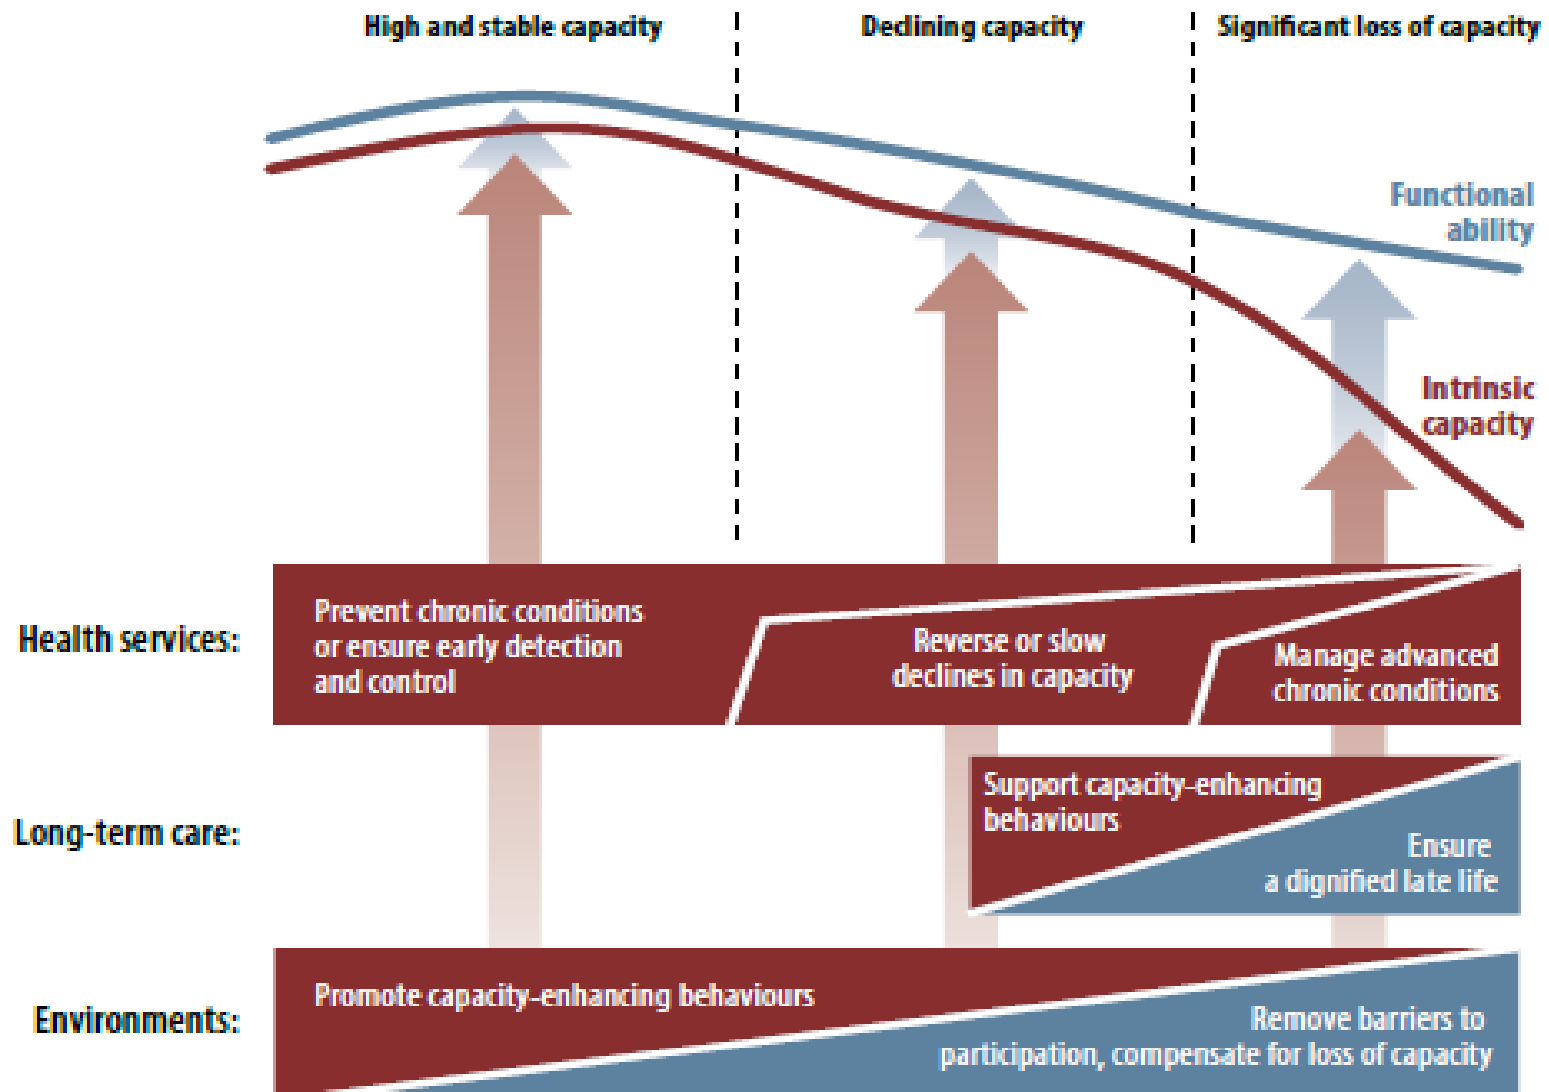 High and stable capacity
Declining capacity
Significant loss of capacity
Functional
ability
Intrinsic
capacity
Health services:
Prevent chronic conditions
or ensure early detection
and control
Reverse or slow
declines in capacity
Manage advanced
chronic conditions
Long-term care:
Support capacity-enhancing
behaviours
Ensure
a dignified late life
Environments:
Promote capacity-enhancing behaviours
Remove barriers to
participation, compensate for loss of capacity